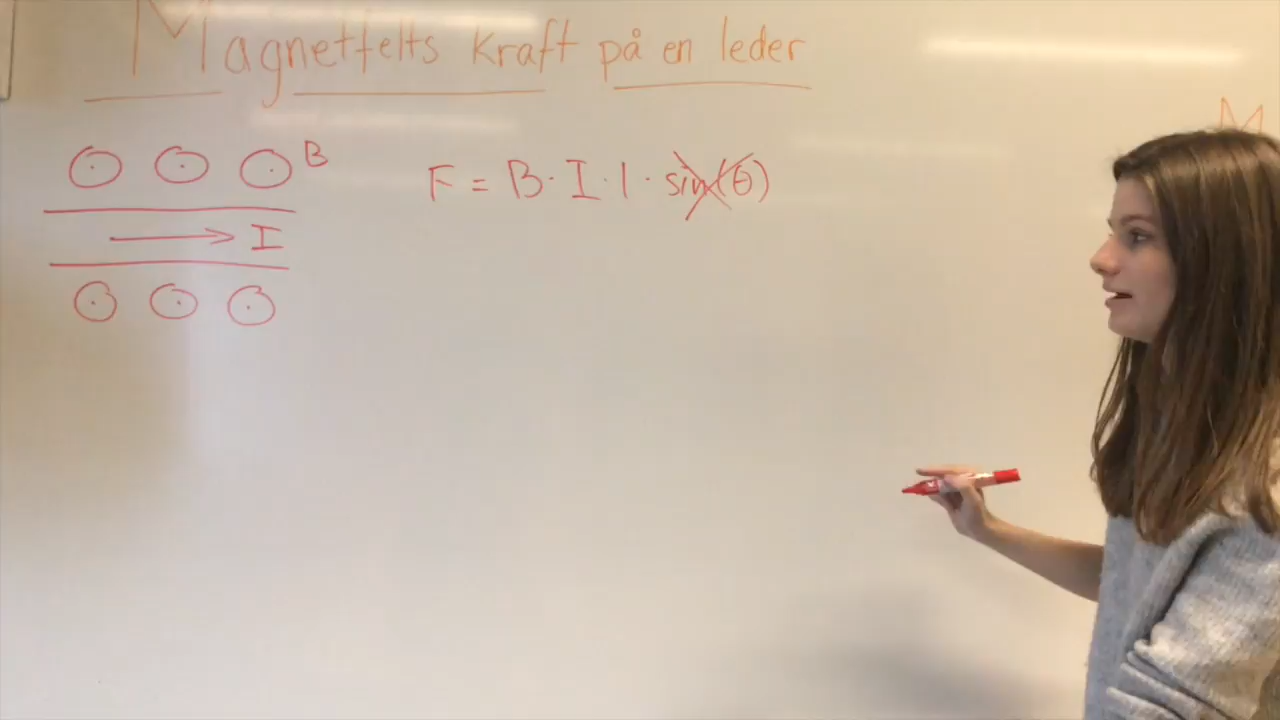 Magnetfelts kraft på en leder
B
F = B · I · l · sin(θ)
I
M